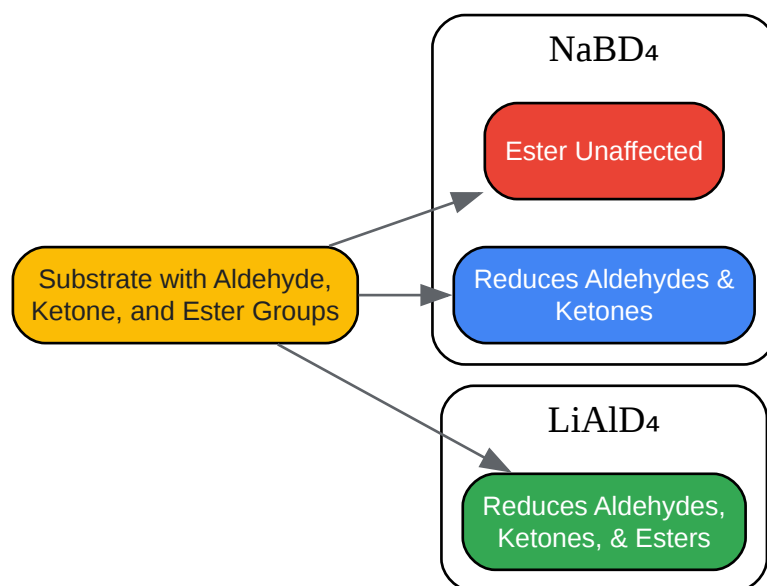 NaBD₄
Ester Unaffected
Substrate with Aldehyde,
Ketone, and Ester Groups
Reduces Aldehydes &
Ketones
LiAlD₄
Reduces Aldehydes,
Ketones, & Esters